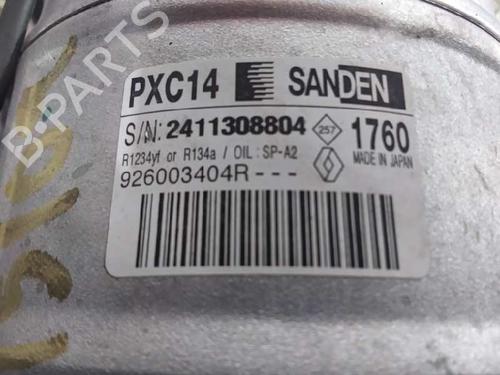 B-PARTS
PXC14 SANDEN
S/N: 2411308804 257 1760
R1234yf or R134a / OIL : SP-A2 MADE IN JAPAN
926003404R---